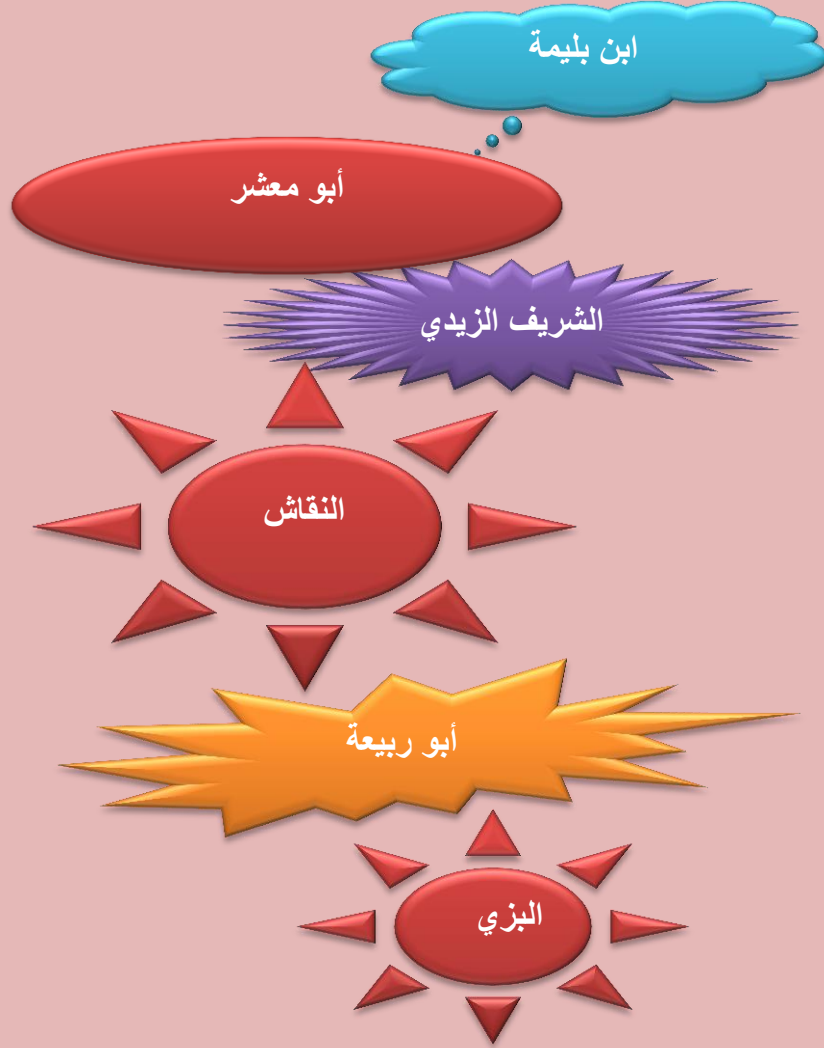 ابن بليمة
أبو معشر
الشريف الزيدي
النقاش
أبو ربيعة
البزي